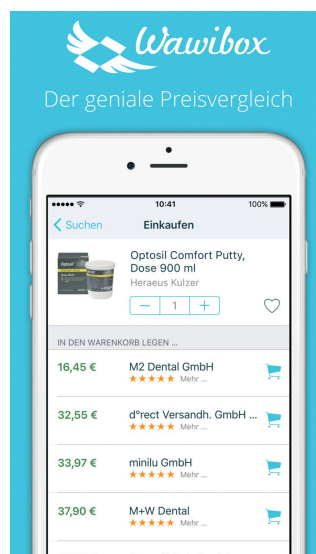 Wawibox
Der geniale Preisvergleich
10:41
100%
Suchen
Einkaufen
Optosil Comfort Putty,
Dose 900 ml
Heraeus Kulzer
— 1 +
Optosil
IN DEN WARENKORB LEGEN ...
16,45 €
M2 Dental GmbH
Mehr ...
32,55 €
d°rect Versandh. GmbH ...
Mehr ...
33,97 €
minilu GmbH
Mehr ...
37,90 €
M+W Dental
Mehr ...